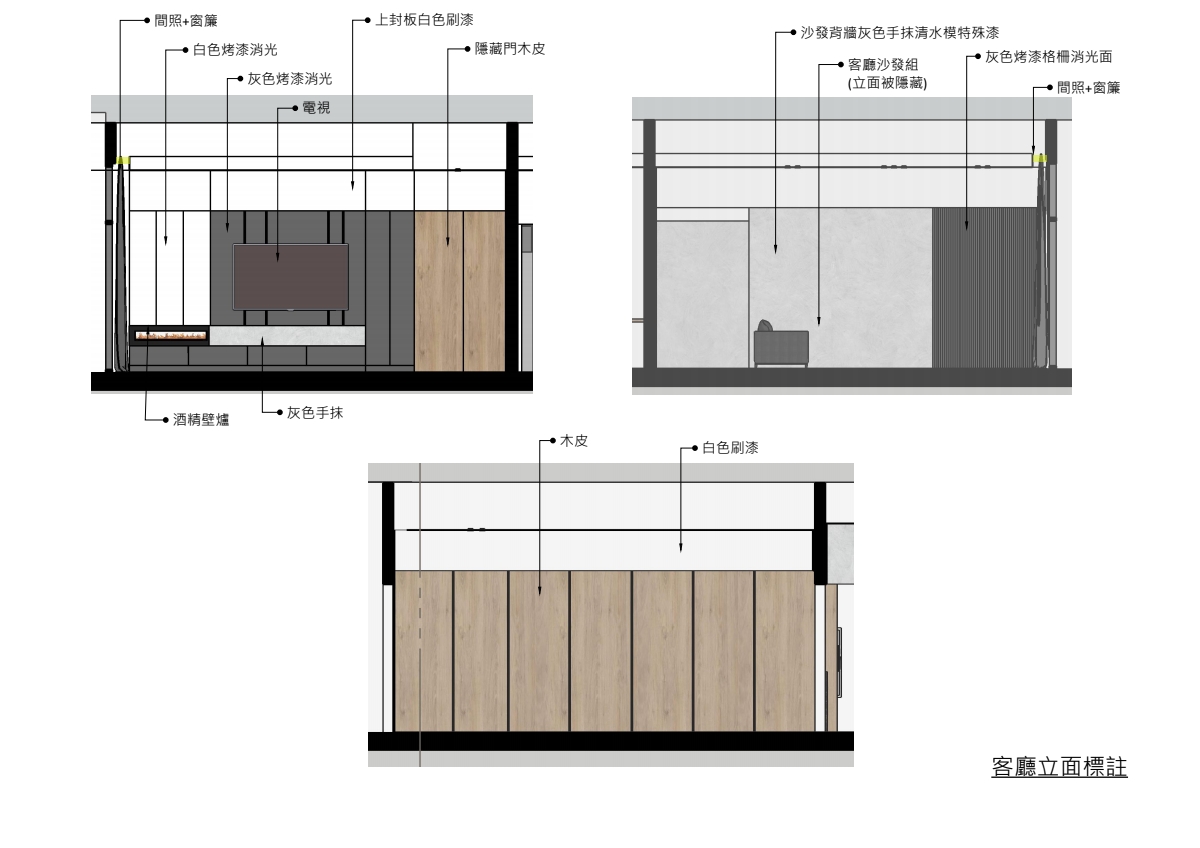 間照+窗簾
白色烤漆消光
灰色烤漆消光
電視
上封板白色刷漆
隱藏門木皮
酒精壁爐
灰色手抹
沙發背牆灰色手抹清水模特殊漆
客廳沙發組
(立面被隱藏)
灰色烤漆格柵消光面
間照+窗簾
木皮
白色刷漆
客廳立面標註